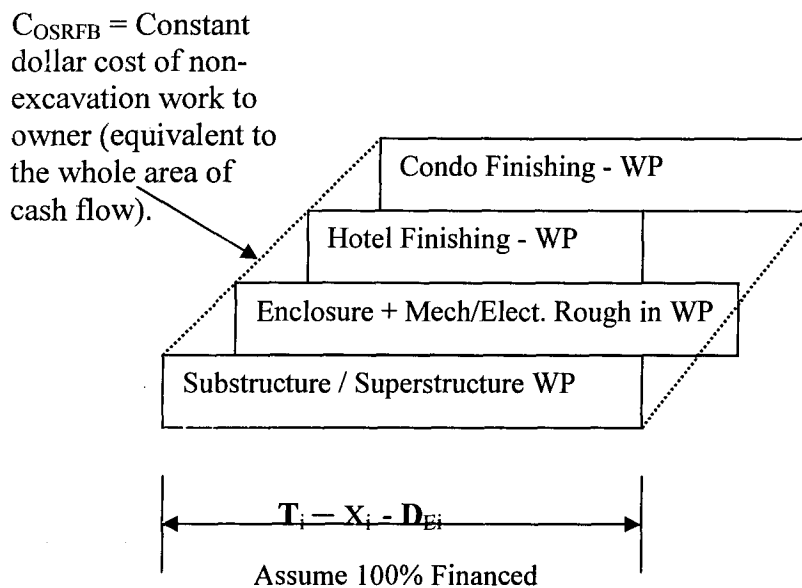 C_OSRFB = Constant
dollar cost of non-
excavation work to
owner (equivalent to
the whole area of
cash flow).
Condo Finishing - WP
Hotel Finishing - WP
Enclosure + Mech/Elect. Rough in WP
Substructure / Superstructure WP
T_i — X_i - D_Ei
Assume 100% Financed